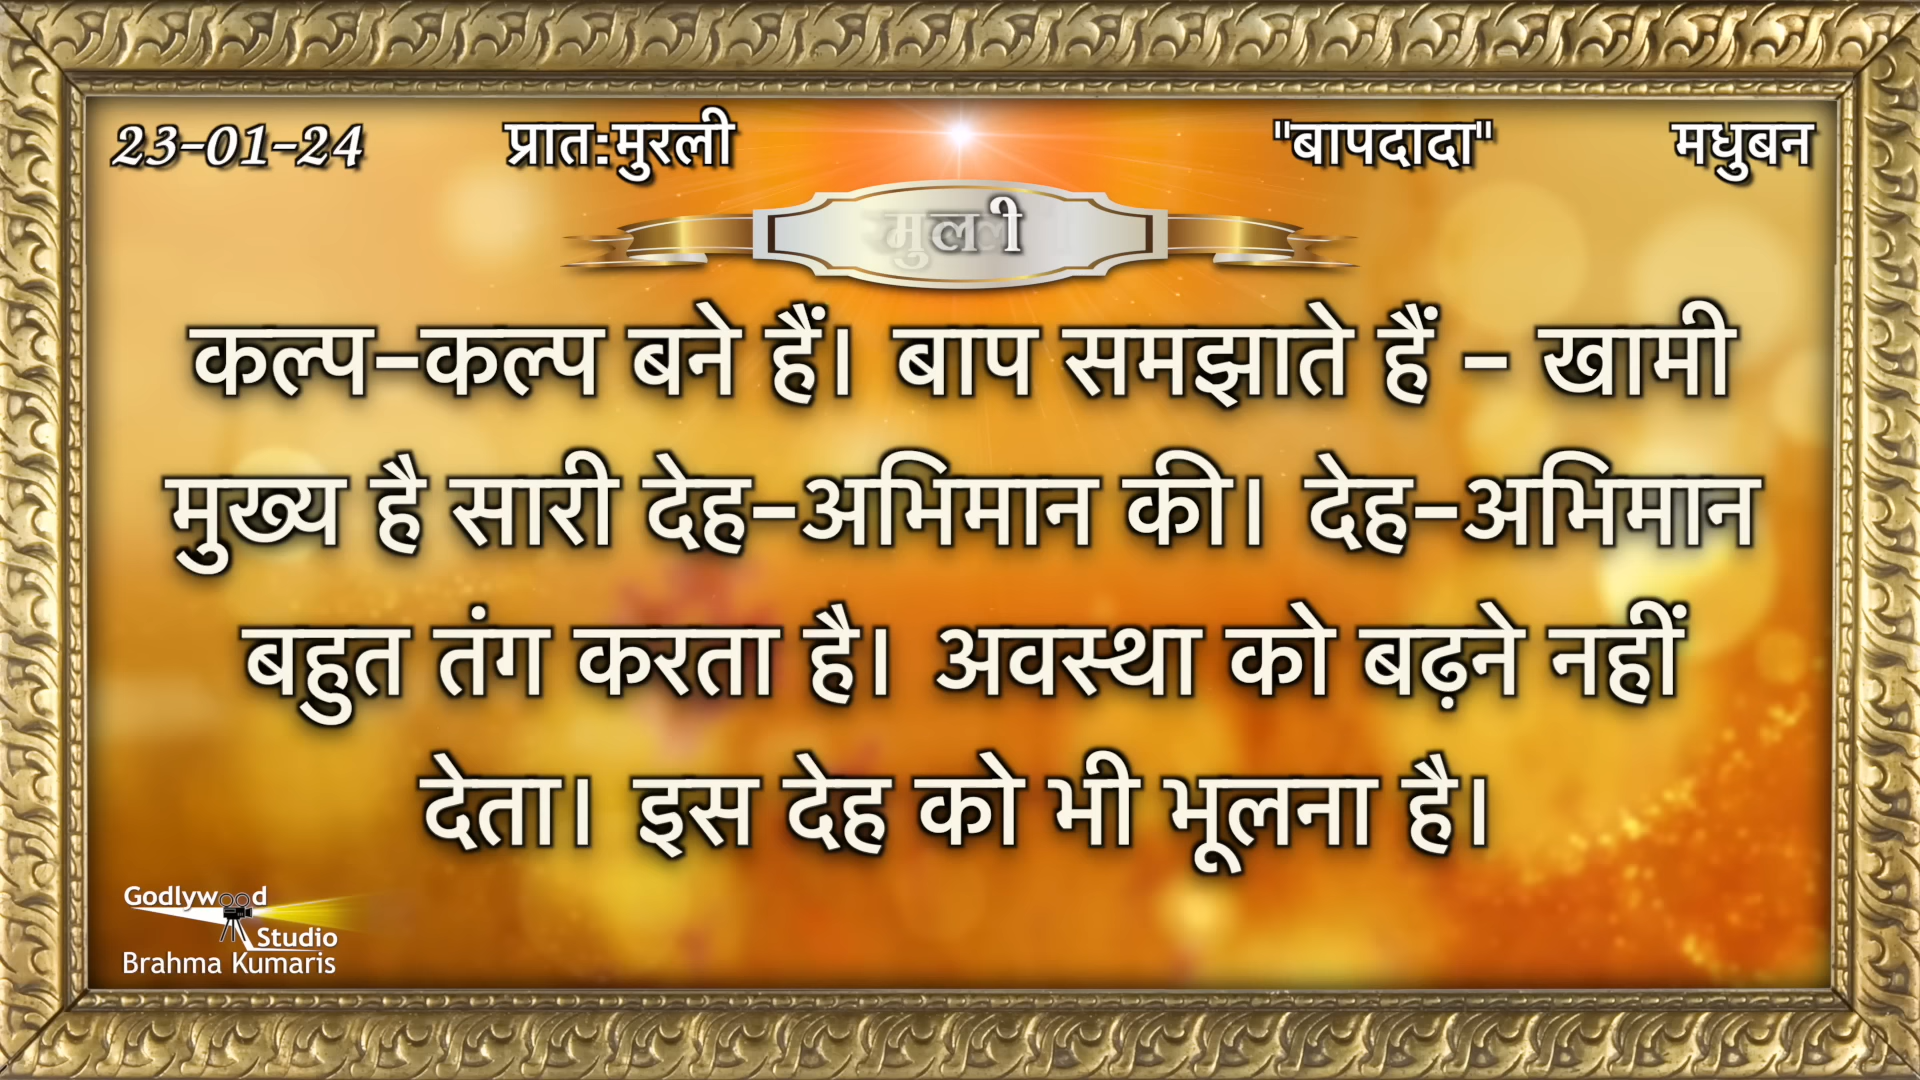 23-01-24 प्रात:मुरली "बापदादा" मधुबन
कल्प-कल्प बने हैं। बाप समझाते हैं - खामी
मुख्य है सारी देह-अभिमान की। देह-अभिमान
बहुत तंग करता है। अवस्था को बढ़ने नहीं
देता। इस देह को भी भूलना है।
Godlywood
Studio
Brahma Kumaris